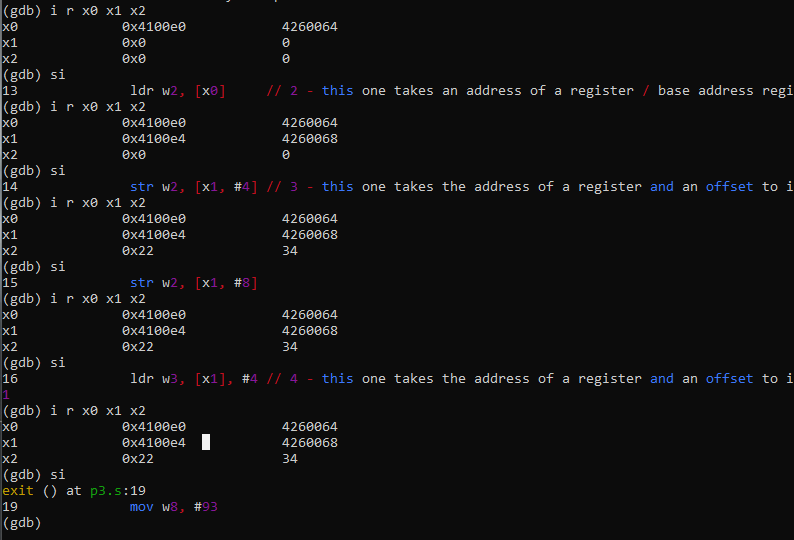 (gdb) i r x0 x1 x2
x0 0x4100e0 4260064
x1 0x0 0
x2 0x0 0
(gdb) si
13 ldr w2, [x0] // 2 - this one takes an address of a register / base address regi
(gdb) i r x0 x1 x2
x0 0x4100e0 4260064
x1 0x4100e4 4260068
x2 0x0 0
(gdb) si
14 str w2, [x1, #4] // 3 - this one takes the address of a register and an offset to i
(gdb) i r x0 x1 x2
x0 0x4100e0 4260064
x1 0x4100e4 4260068
x2 0x22 34
(gdb) si
15 str w2, [x1, #8]
(gdb) i r x0 x1 x2
x0 0x4100e0 4260064
x1 0x4100e4 4260068
x2 0x22 34
(gdb) si
16 ldr w3, [x1], #4 // 4 - this one takes the address of a register and an offset to i
1
(gdb) i r x0 x1 x2
x0 0x4100e0 4260064
x1 0x4100e4 4260068
x2 0x22 34
(gdb) si
exit () at p3.s:19
19 mov w8, #93
(gdb)